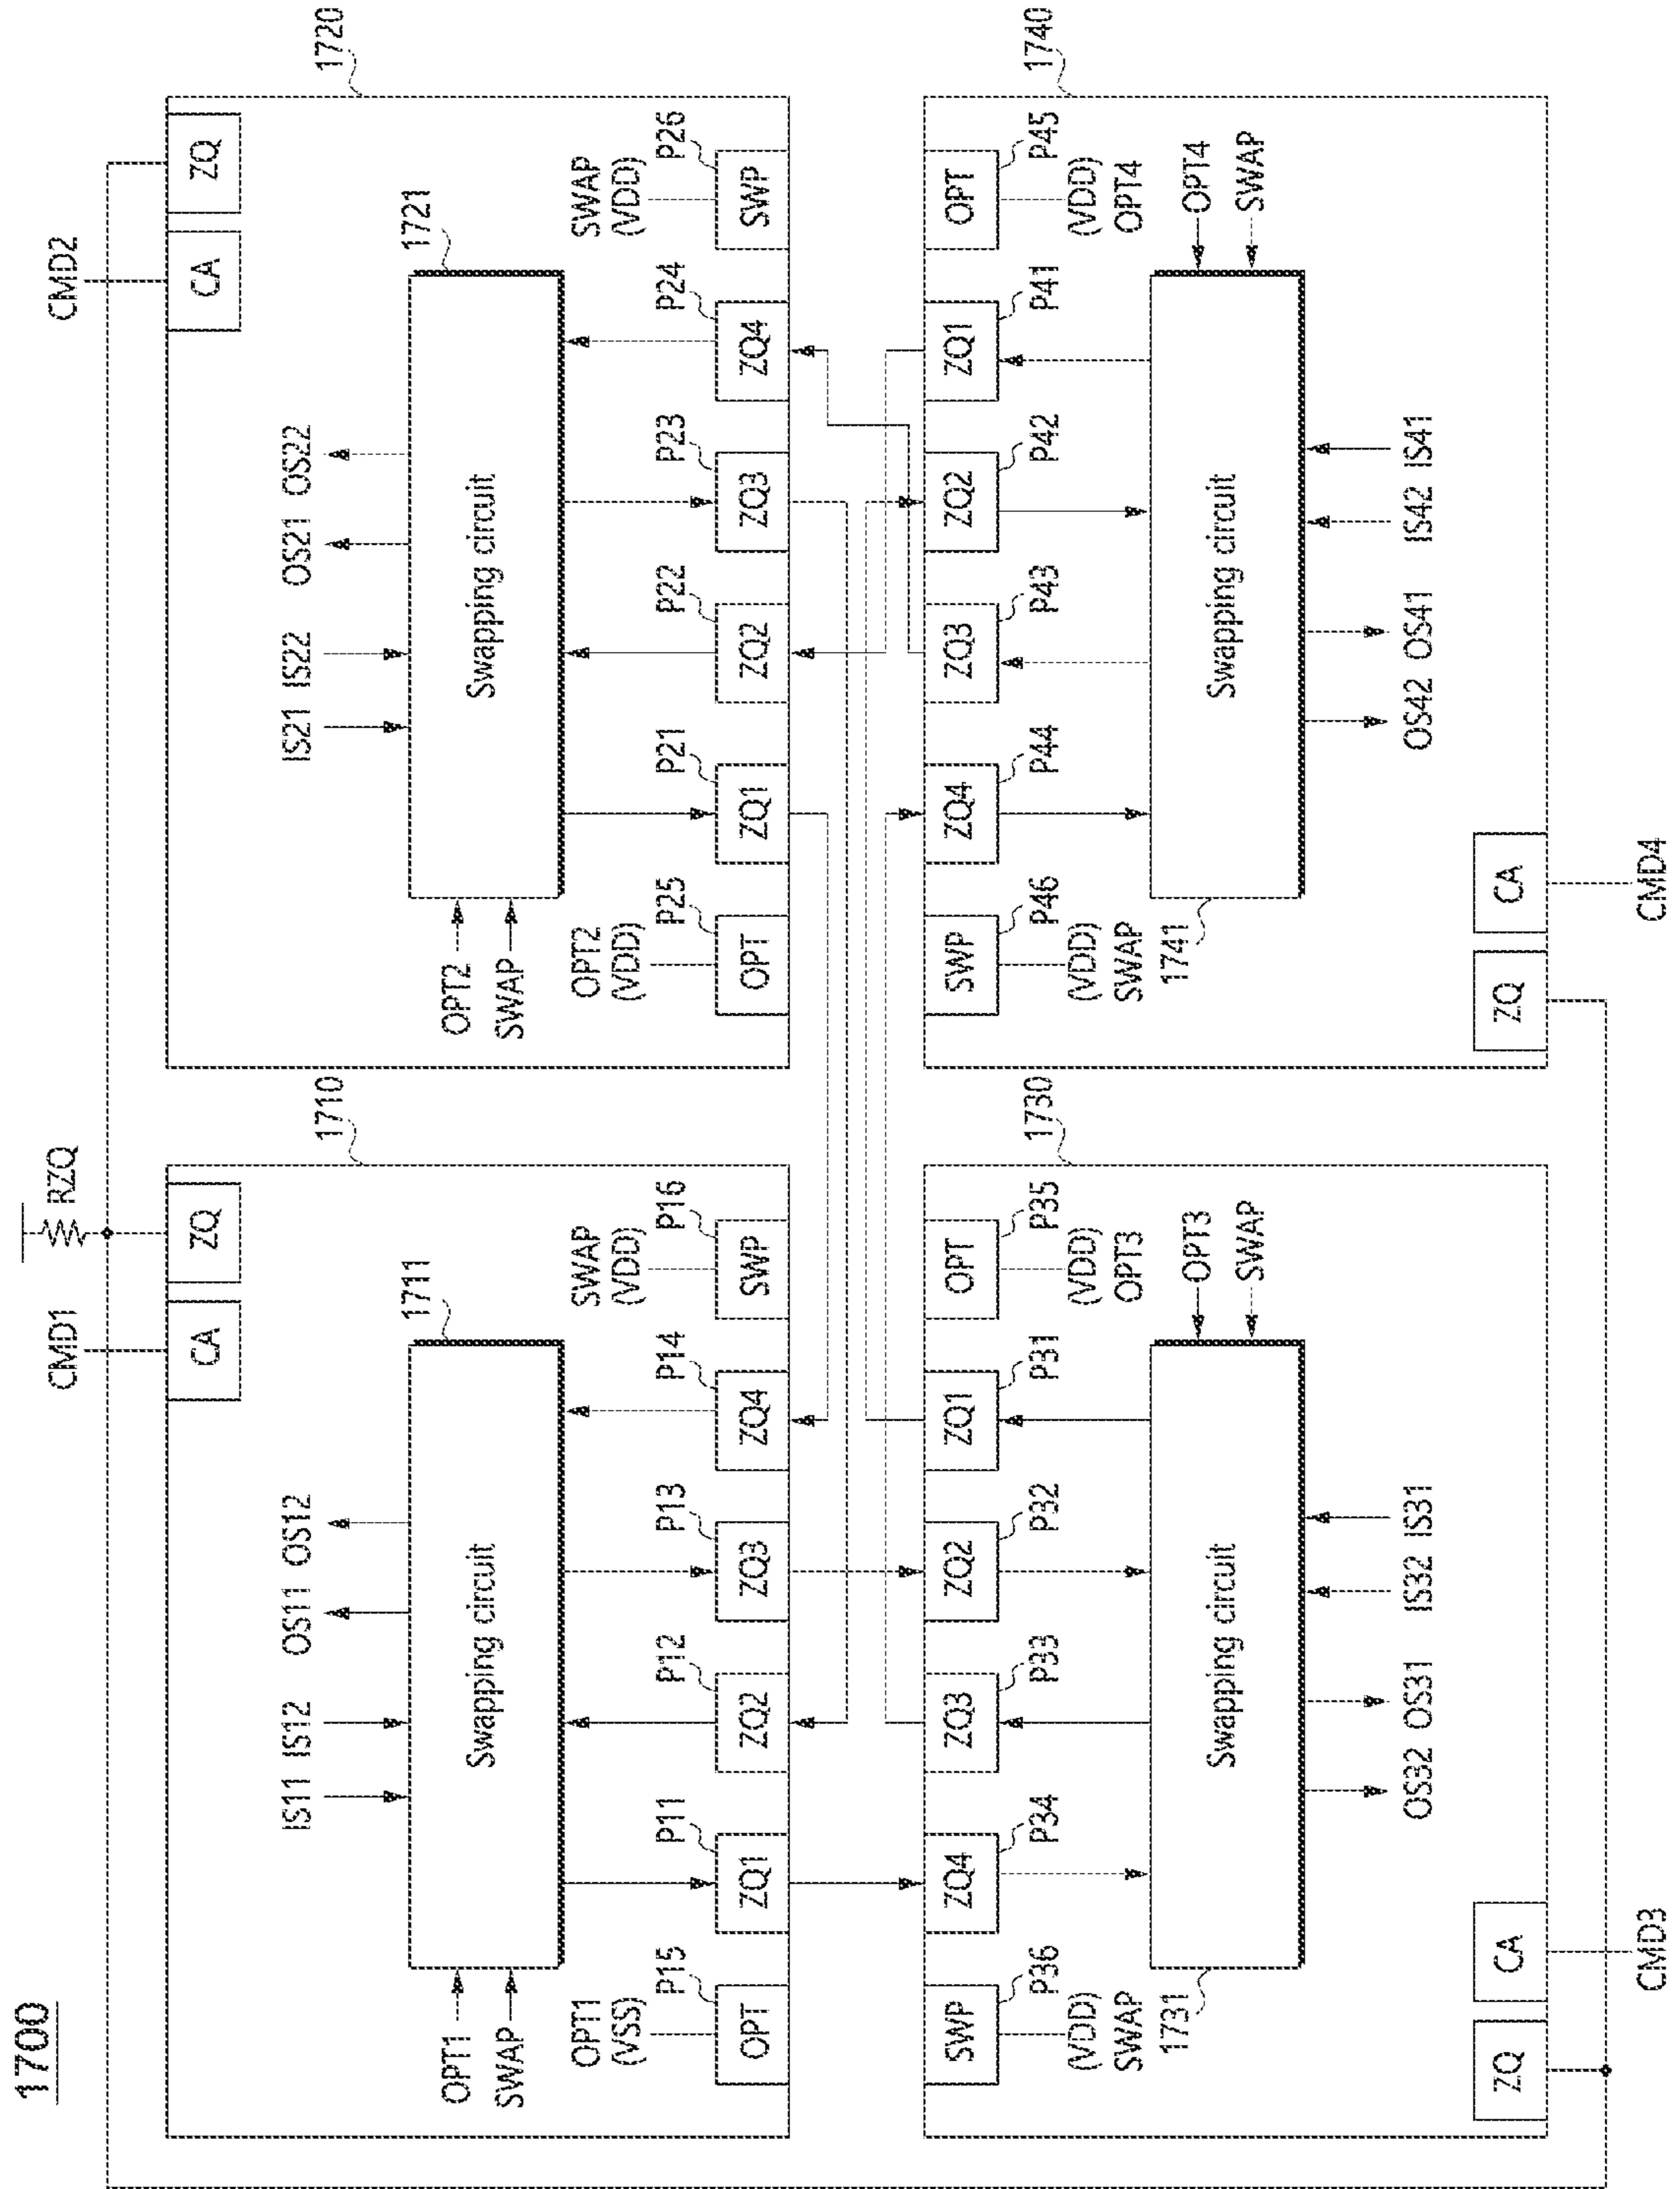 1700
RZQ
CMD1
CMD2
1710
CA
ZQ
IS11 IS12 OS11 OS12
1711
OPT1
SWAP
Swapping circuit
OPT1
(VSS)
SWAP
(VDD)
P15
P11
P12
P13
P14
P16
OPT
ZQ1
ZQ2
ZQ3
ZQ4
SWP
1720
CA
ZQ
IS21 IS22 OS21 OS22
1721
OPT2
SWAP
Swapping circuit
OPT2
(VDD)
SWAP
(VDD)
P25
P21
P22
P23
P24
P26
OPT
ZQ1
ZQ2
ZQ3
ZQ4
SWP
1730
SWP
ZQ4
ZQ3
ZQ2
ZQ1
OPT
P36
P34
P33
P32
P31
P35
(VDD)
SWAP
(VDD)
OPT3
1731
Swapping circuit
OPT3
SWAP
OS32 OS31 IS32 IS31
ZQ
CA
CMD3
1740
SWP
ZQ4
ZQ3
ZQ2
ZQ1
OPT
P46
P44
P43
P42
P41
P45
(VDD)
SWAP
(VDD)
OPT4
1741
Swapping circuit
OPT4
SWAP
OS42 OS41 IS42 IS41
ZQ
CA
CMD4